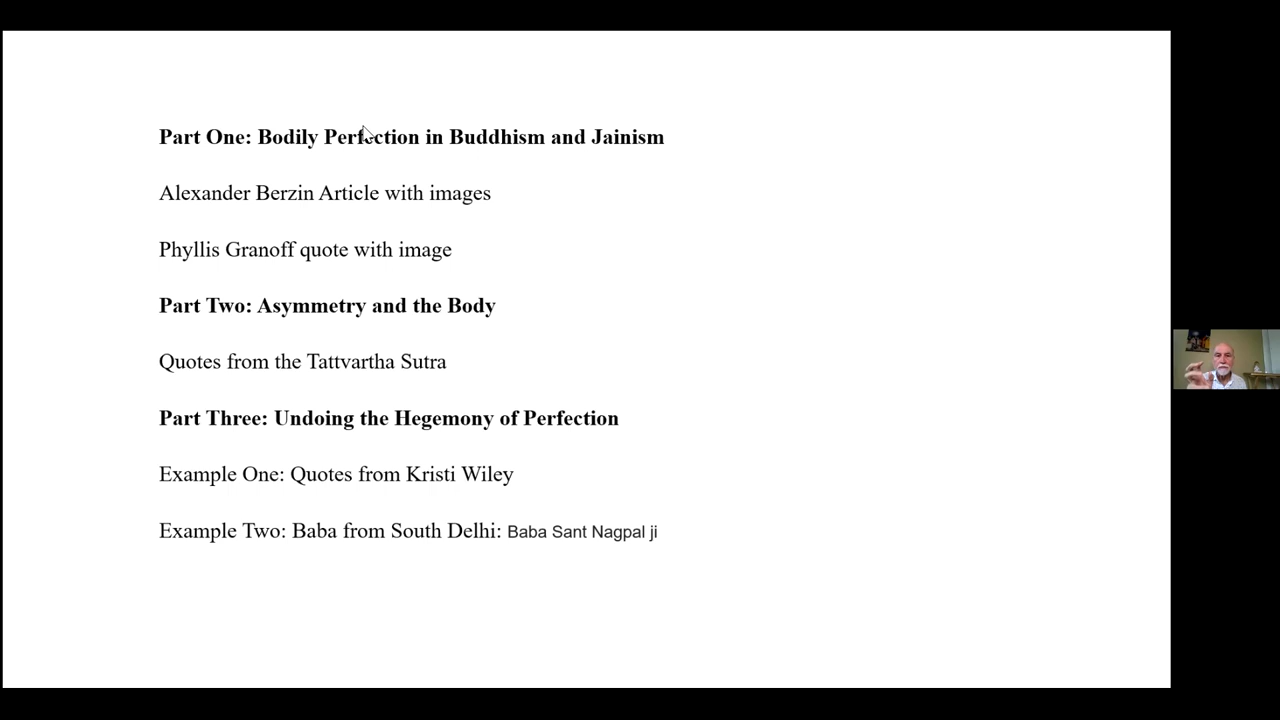 Part One: Bodily Perfection in Buddhism and Jainism
Alexander Berzin Article with images
Phyllis Granoff quote with image
Part Two: Asymmetry and the Body
Quotes from the Tattvartha Sutra
Part Three: Undoing the Hegemony of Perfection
Example One: Quotes from Kristi Wiley
Example Two: Baba from South Delhi: Baba Sant Nagpal ji